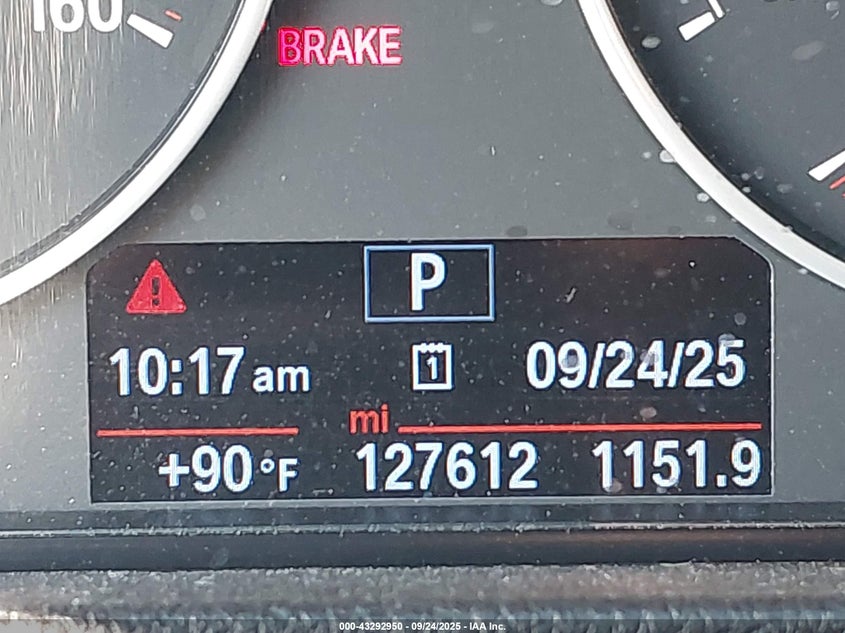 160
BRAKE
P
10:17 am 1 09/24/25
mi
+90°F 127612 1151.9
000-43292950 - 09/24/2025 - IAA Inc.